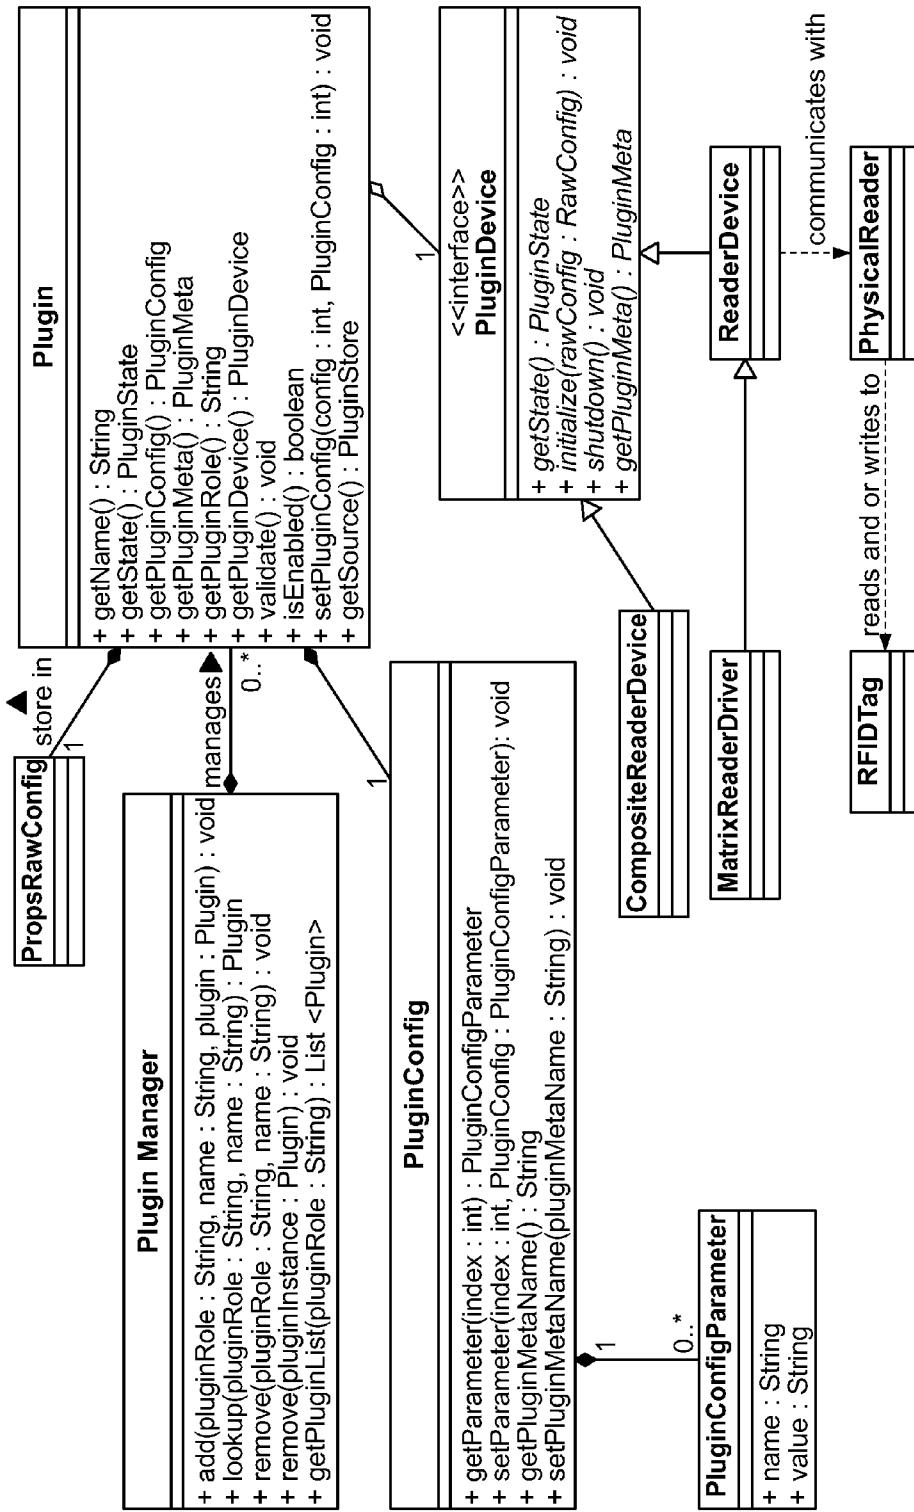 Plugin Manager
+ add(pluginRole : String, name : String, plugin : Plugin) : void
+ lookup(pluginRole : String, name : String) : Plugin
+ remove(pluginRole : String, name : String) : void
+ remove(pluginInstance : Plugin) : void
+ getPluginList(pluginRole : String) : List <Plugin>
PropsRawConfig
1
store in
manages
0..*
Plugin
+ getName() : String
+ getState() : PluginState
+ getPluginConfig() : PluginConfig
+ getPluginMeta() : PluginMeta
+ getPluginRole() : String
+ getPluginDevice() : PluginDevice
+ validate() : void
+ isEnabled() : boolean
+ setPluginConfig(config : int, PluginConfig : int) : void
+ getSource() : PluginStore
1
1
PluginConfig
+ getParameter(index : int) : PluginConfigParameter
+ setParameter(index : int, PluginConfig : PluginConfigParameter): void
+ getPluginMetaName() : String
+ setPluginMetaName(pluginMetaName : String) : void
1
0..*
PluginConfigParameter
+ name : String
+ value : String
<<interface>>
PluginDevice
+ getState() : PluginState
+ initialize(rawConfig : RawConfig) : void
+ shutdown() : void
+ getPluginMeta() : PluginMeta
CompositeReaderDevice
ReaderDevice
MatrixReaderDriver
communicates with
RFIDTag
reads and or writes to
PhysicalReader